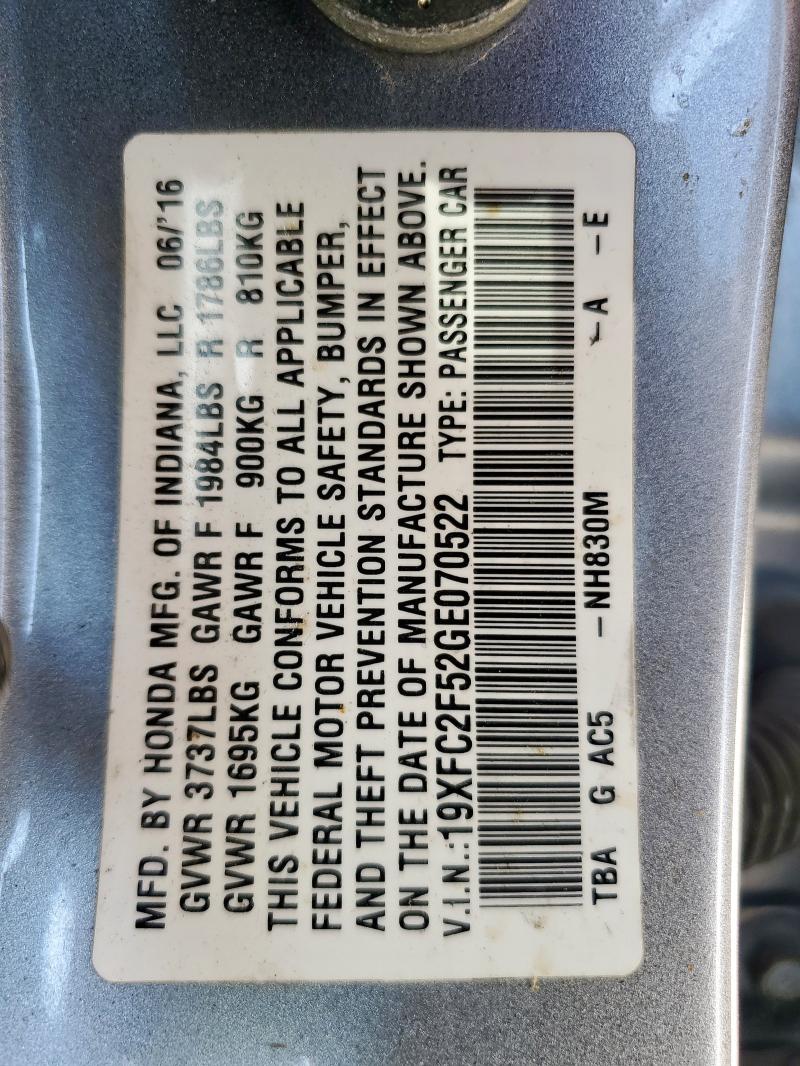 MFD. BY HONDA MFG. OF INDIANA, LLC 06/'16
GVWR 3737LBS GAWR F 1984LBS R 1786LBS
GVWR 1695KG GAWR F 900KG R 810KG
THIS VEHICLE CONFORMS TO ALL APPLICABLE
FEDERAL MOTOR VEHICLE SAFETY, BUMPER,
AND THEFT PREVENTION STANDARDS IN EFFECT
ON THE DATE OF MANUFACTURE SHOWN ABOVE.
V.I.N.:19XFC2F52GE070522 TYPE: PASSENGER CAR
TBA G AC5 -NH830M -A -E